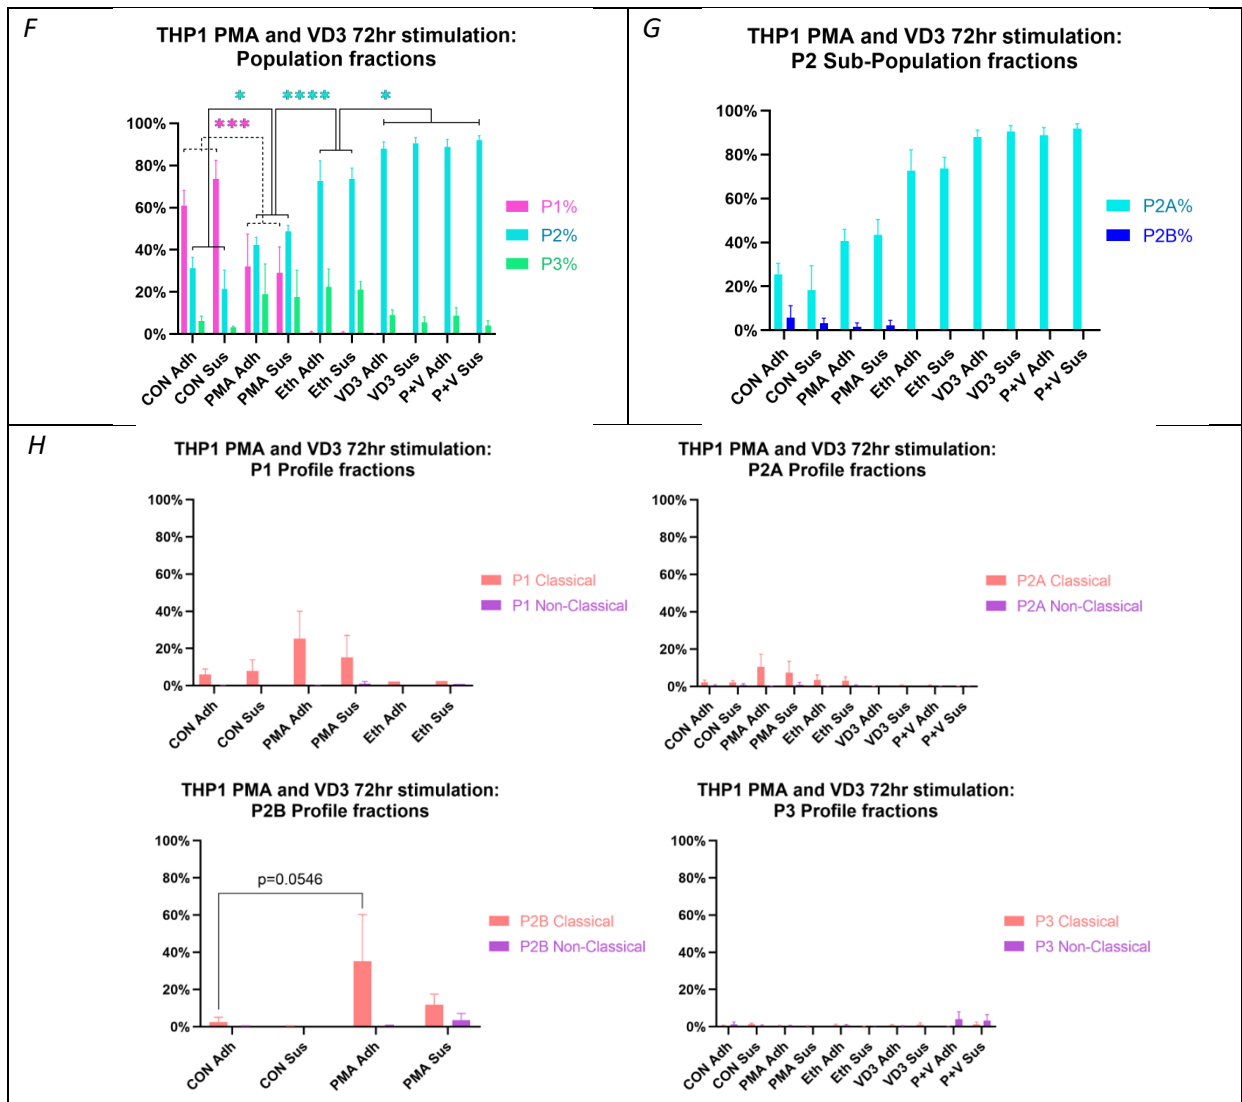 F
THP1 PMA and VD3 72hr stimulation:
Population fractions
* **** *
***
100%
80%
60%
40%
20%
0%
CON Adh
CON Sus
PMA Adh
PMA Sus
Eth Adh
Eth Sus
VD3 Adh
VD3 Sus
P+V Adh
P+V Sus
P1%
P2%
P3%
G
THP1 PMA and VD3 72hr stimulation:
P2 Sub-Population fractions
100%
80%
60%
40%
20%
0%
CON Adh
CON Sus
PMA Adh
PMA Sus
Eth Adh
Eth Sus
VD3 Adh
VD3 Sus
P+V Adh
P+V Sus
P2A%
P2B%
H
THP1 PMA and VD3 72hr stimulation:
P1 Profile fractions
100%
80%
60%
40%
20%
0%
CON Adh
CON Sus
PMA Adh
PMA Sus
Eth Adh
Eth Sus
P1 Classical
P1 Non-Classical
THP1 PMA and VD3 72hr stimulation:
P2A Profile fractions
100%
80%
60%
40%
20%
0%
CON Adh
CON Sus
PMA Adh
PMA Sus
Eth Adh
Eth Sus
VD3 Adh
VD3 Sus
P+V Adh
P+V Sus
P2A Classical
P2A Non-Classical
THP1 PMA and VD3 72hr stimulation:
P2B Profile fractions
100%
80%
60%
40%
20%
0%
p=0.0546
CON Adh
CON Sus
PMA Adh
PMA Sus
P2B Classical
P2B Non-Classical
THP1 PMA and VD3 72hr stimulation:
P3 Profile fractions
100%
80%
60%
40%
20%
0%
CON Adh
CON Sus
PMA Adh
PMA Sus
Eth Adh
Eth Sus
VD3 Adh
VD3 Sus
P+V Adh
P+V Sus
P3 Classical
P3 Non-Classical